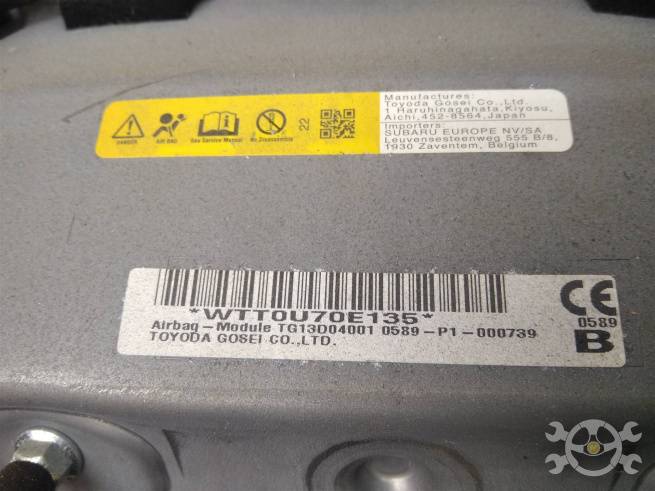 Manufactures:
Toyoda Gosei Co.,Ltd.
1 Haruhinagahata,Kiyosu,
Aichi,452-8564,Japan
Importers:
SUBARU EUROPE NV/SA
Leuvensesteenweg 555 B/8,
1930 Zaventem, Belgium
DANGER
AIR BAG
See Service Manual
No Disassemble
22
*WTT0U70E135*
Airbag-Module TG13D04001 0589-P1-000739
TOYODA GOSEI CO.,LTD.
CE
0589
B